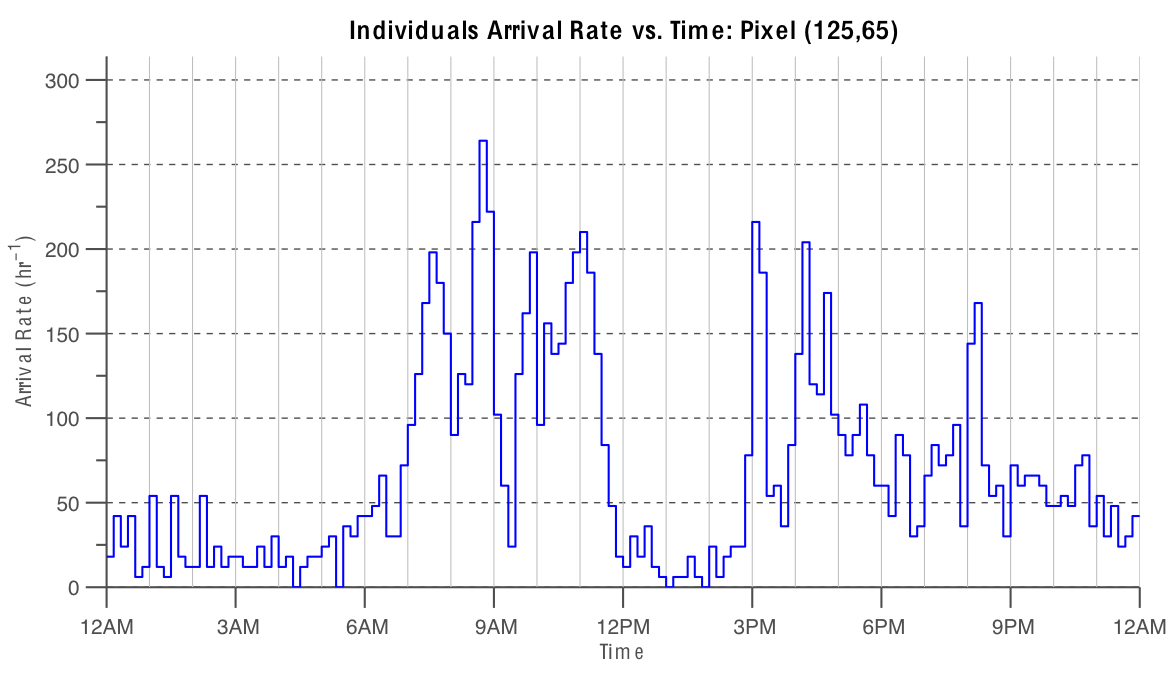 Individuals Arrival Rate vs. Time: Pixel (125,65)
300
250
200
150
100
50
0
Arrival Rate (hr⁻¹)
12AM 3AM 6AM 9AM 12PM 3PM 6PM 9PM 12AM
Time